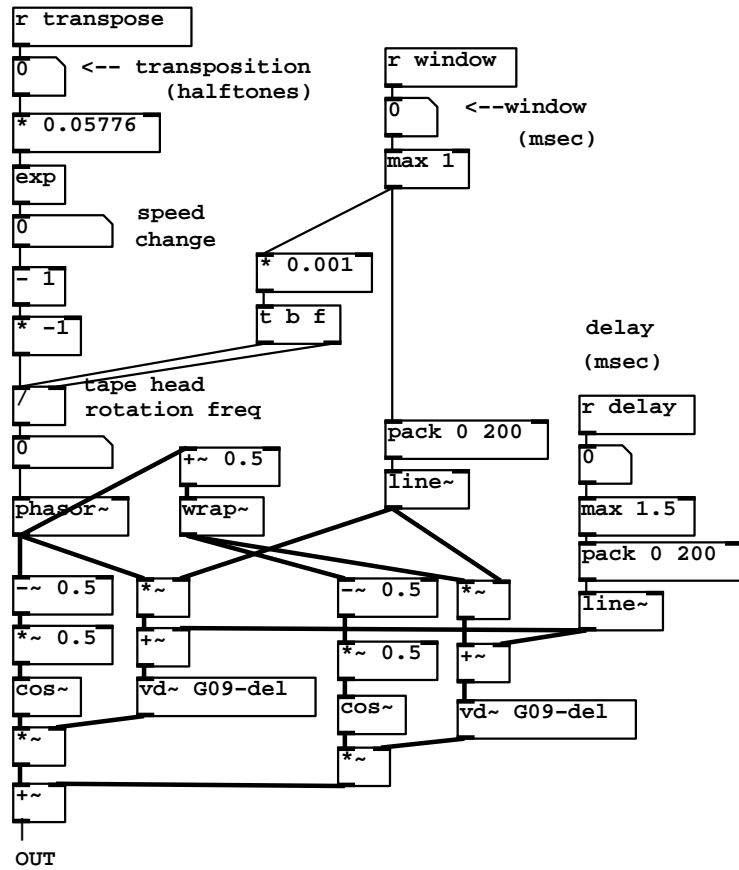 r transpose
0
<-- transposition
(halftones)
* 0.05776
exp
0
speed
change
- 1
* -1
/
tape head
rotation freq
0
phasor~
r window
0
<--window
(msec)
max 1
* 0.001
t b f
pack 0 200
line~
delay
(msec)
r delay
0
max 1.5
pack 0 200
line~
+~ 0.5
wrap~
-~ 0.5
*~
-~ 0.5
*~
*~ 0.5
+~
*~ 0.5
+~
cos~
vd~ G09-del
cos~
vd~ G09-del
*~
*~
+~
OUT